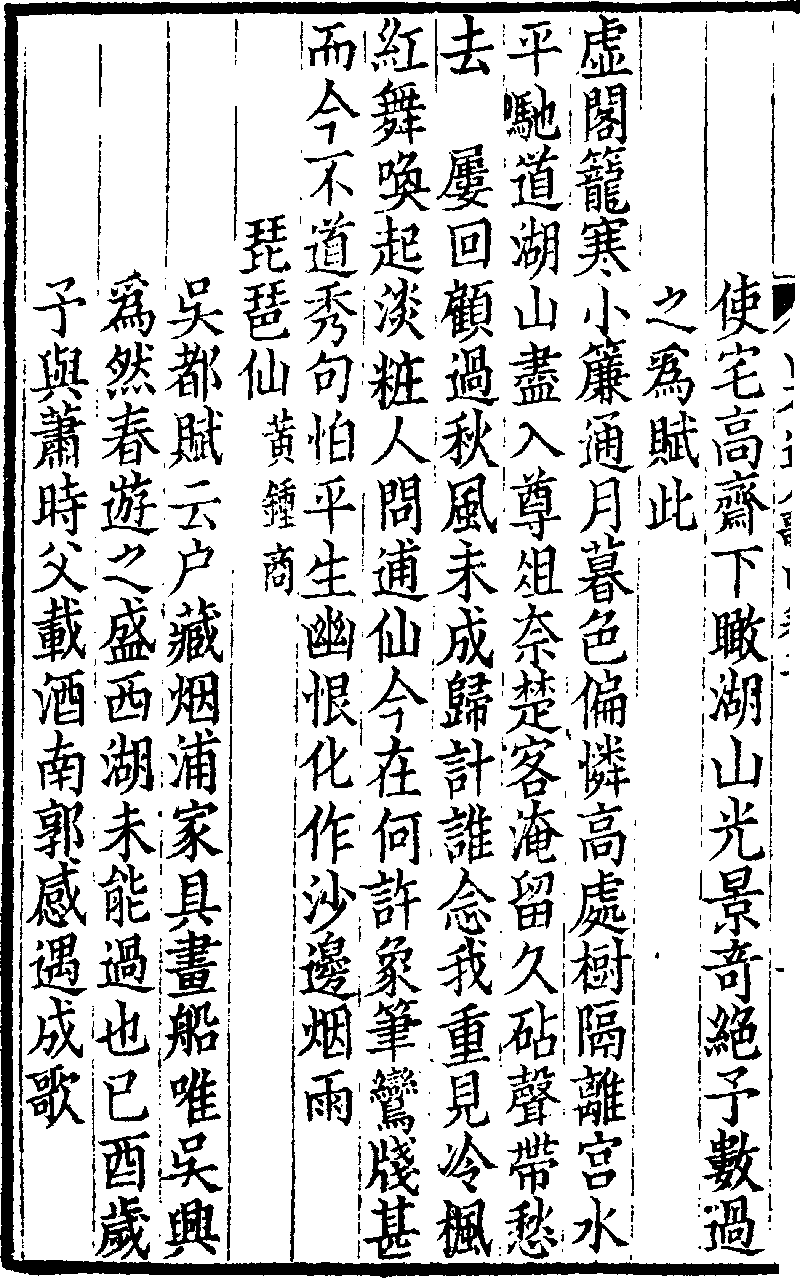 使宅高齋下瞰湖山光景奇絕予數過
之爲賦此
虚閣籠寒小簾通月暮色偏憐高處樹隔離宫水
平馳道湖山盡入尊俎奈楚客淹留久砧聲帶愁
去　屢回顧過秋風未成歸計誰念我重見冷楓
紅舞喚起淡粧人問逋仙今在何許象筆鸞牋甚
而今不道秀句怕平生幽恨化作沙邊烟雨
琵琶仙黄鍾商
吳都賦云户藏烟浦家具畫船唯吳興
爲然春遊之盛西湖未能過也己酉歲
予與蕭時父載酒南郭感遇成歌